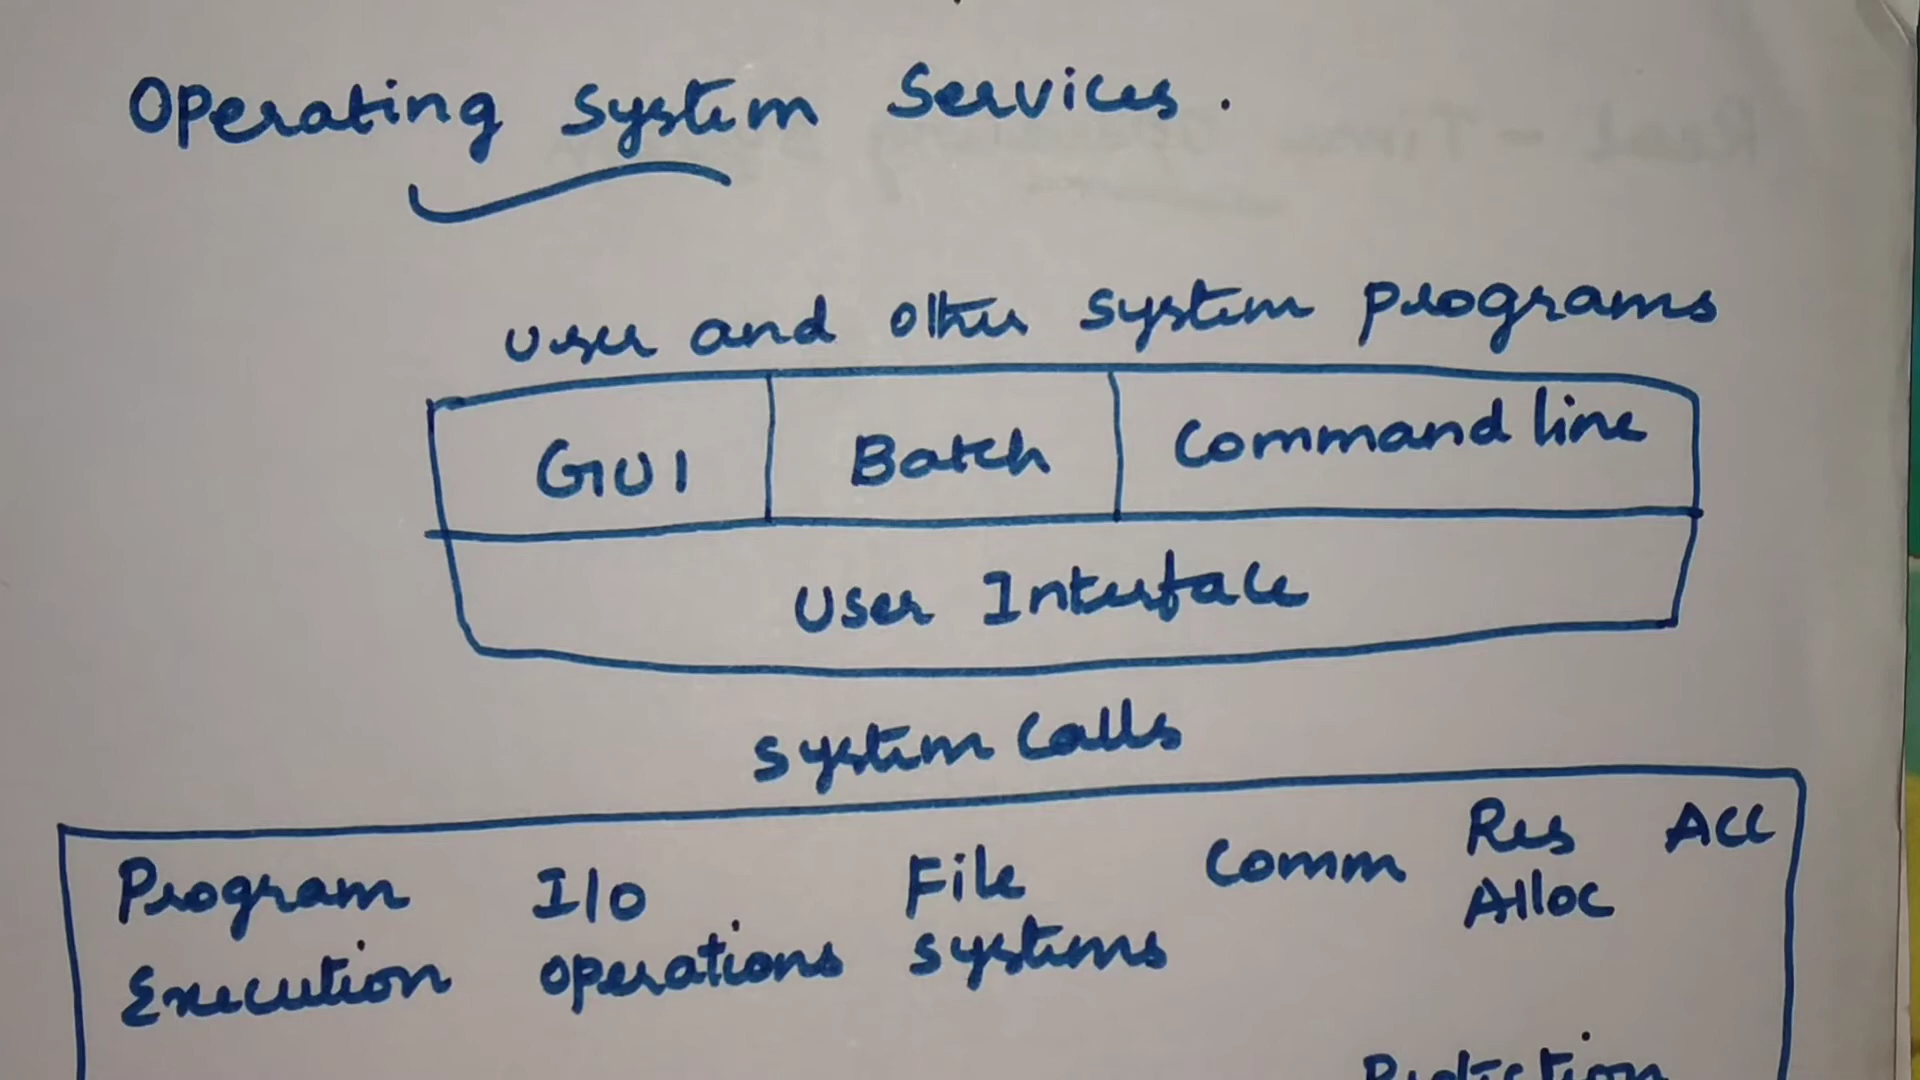 Operating System Services.
user and other system programs
GUI Batch Command line
User Interface
System Calls
Program I/O File Comm Res Acc
Execution operations systems Alloc
Protection